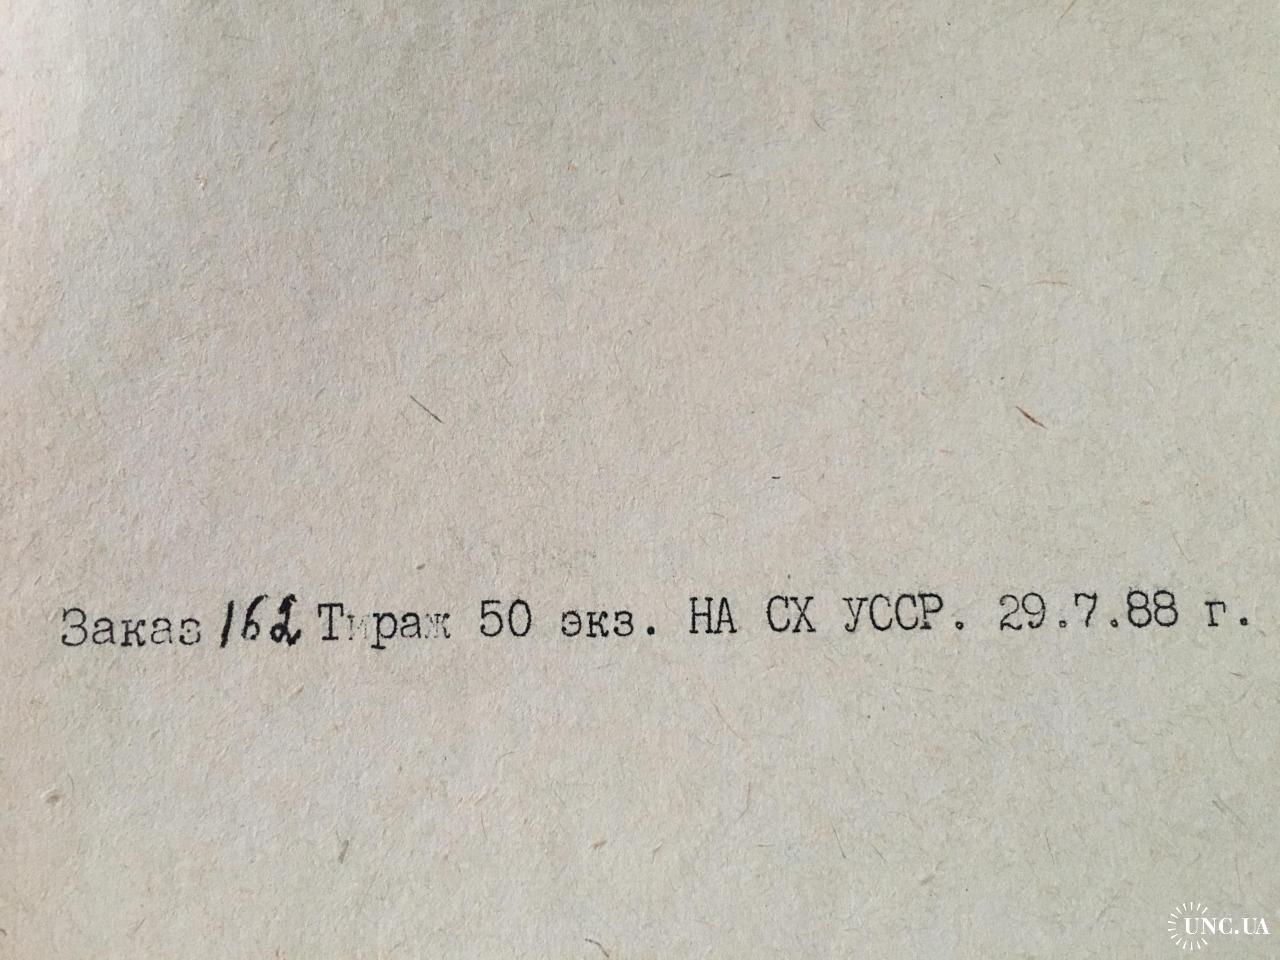 Заказ 162 Тираж 50 экз. НА СХ УССР. 29.7.88 г.
UNC.UA